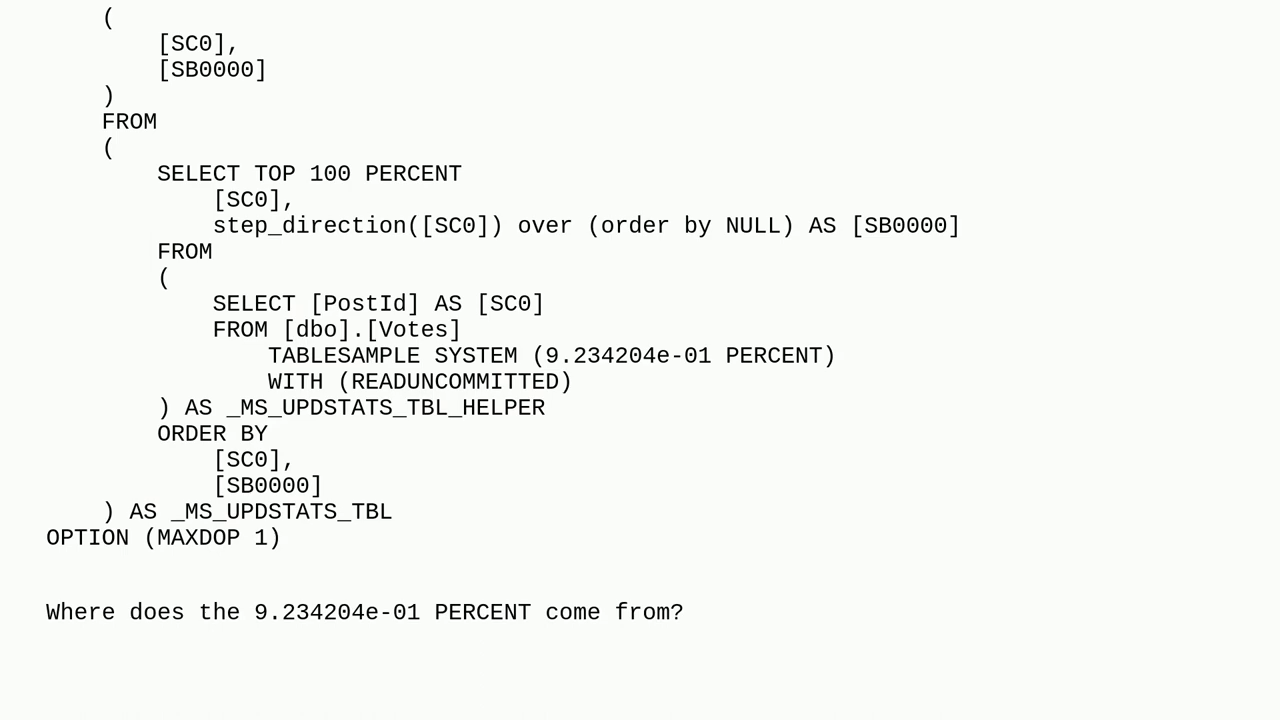 (
[SC0],
[SB0000]
)
FROM
(
SELECT TOP 100 PERCENT
[SC0],
step_direction([SC0]) over (order by NULL) AS [SB0000]
FROM
(
SELECT [PostId] AS [SC0]
FROM [dbo].[Votes]
TABLESAMPLE SYSTEM (9.234204e-01 PERCENT)
WITH (READUNCOMMITTED)
) AS _MS_UPDSTATS_TBL_HELPER
ORDER BY
[SC0],
[SB0000]
) AS _MS_UPDSTATS_TBL
OPTION (MAXDOP 1)
Where does the 9.234204e-01 PERCENT come from?